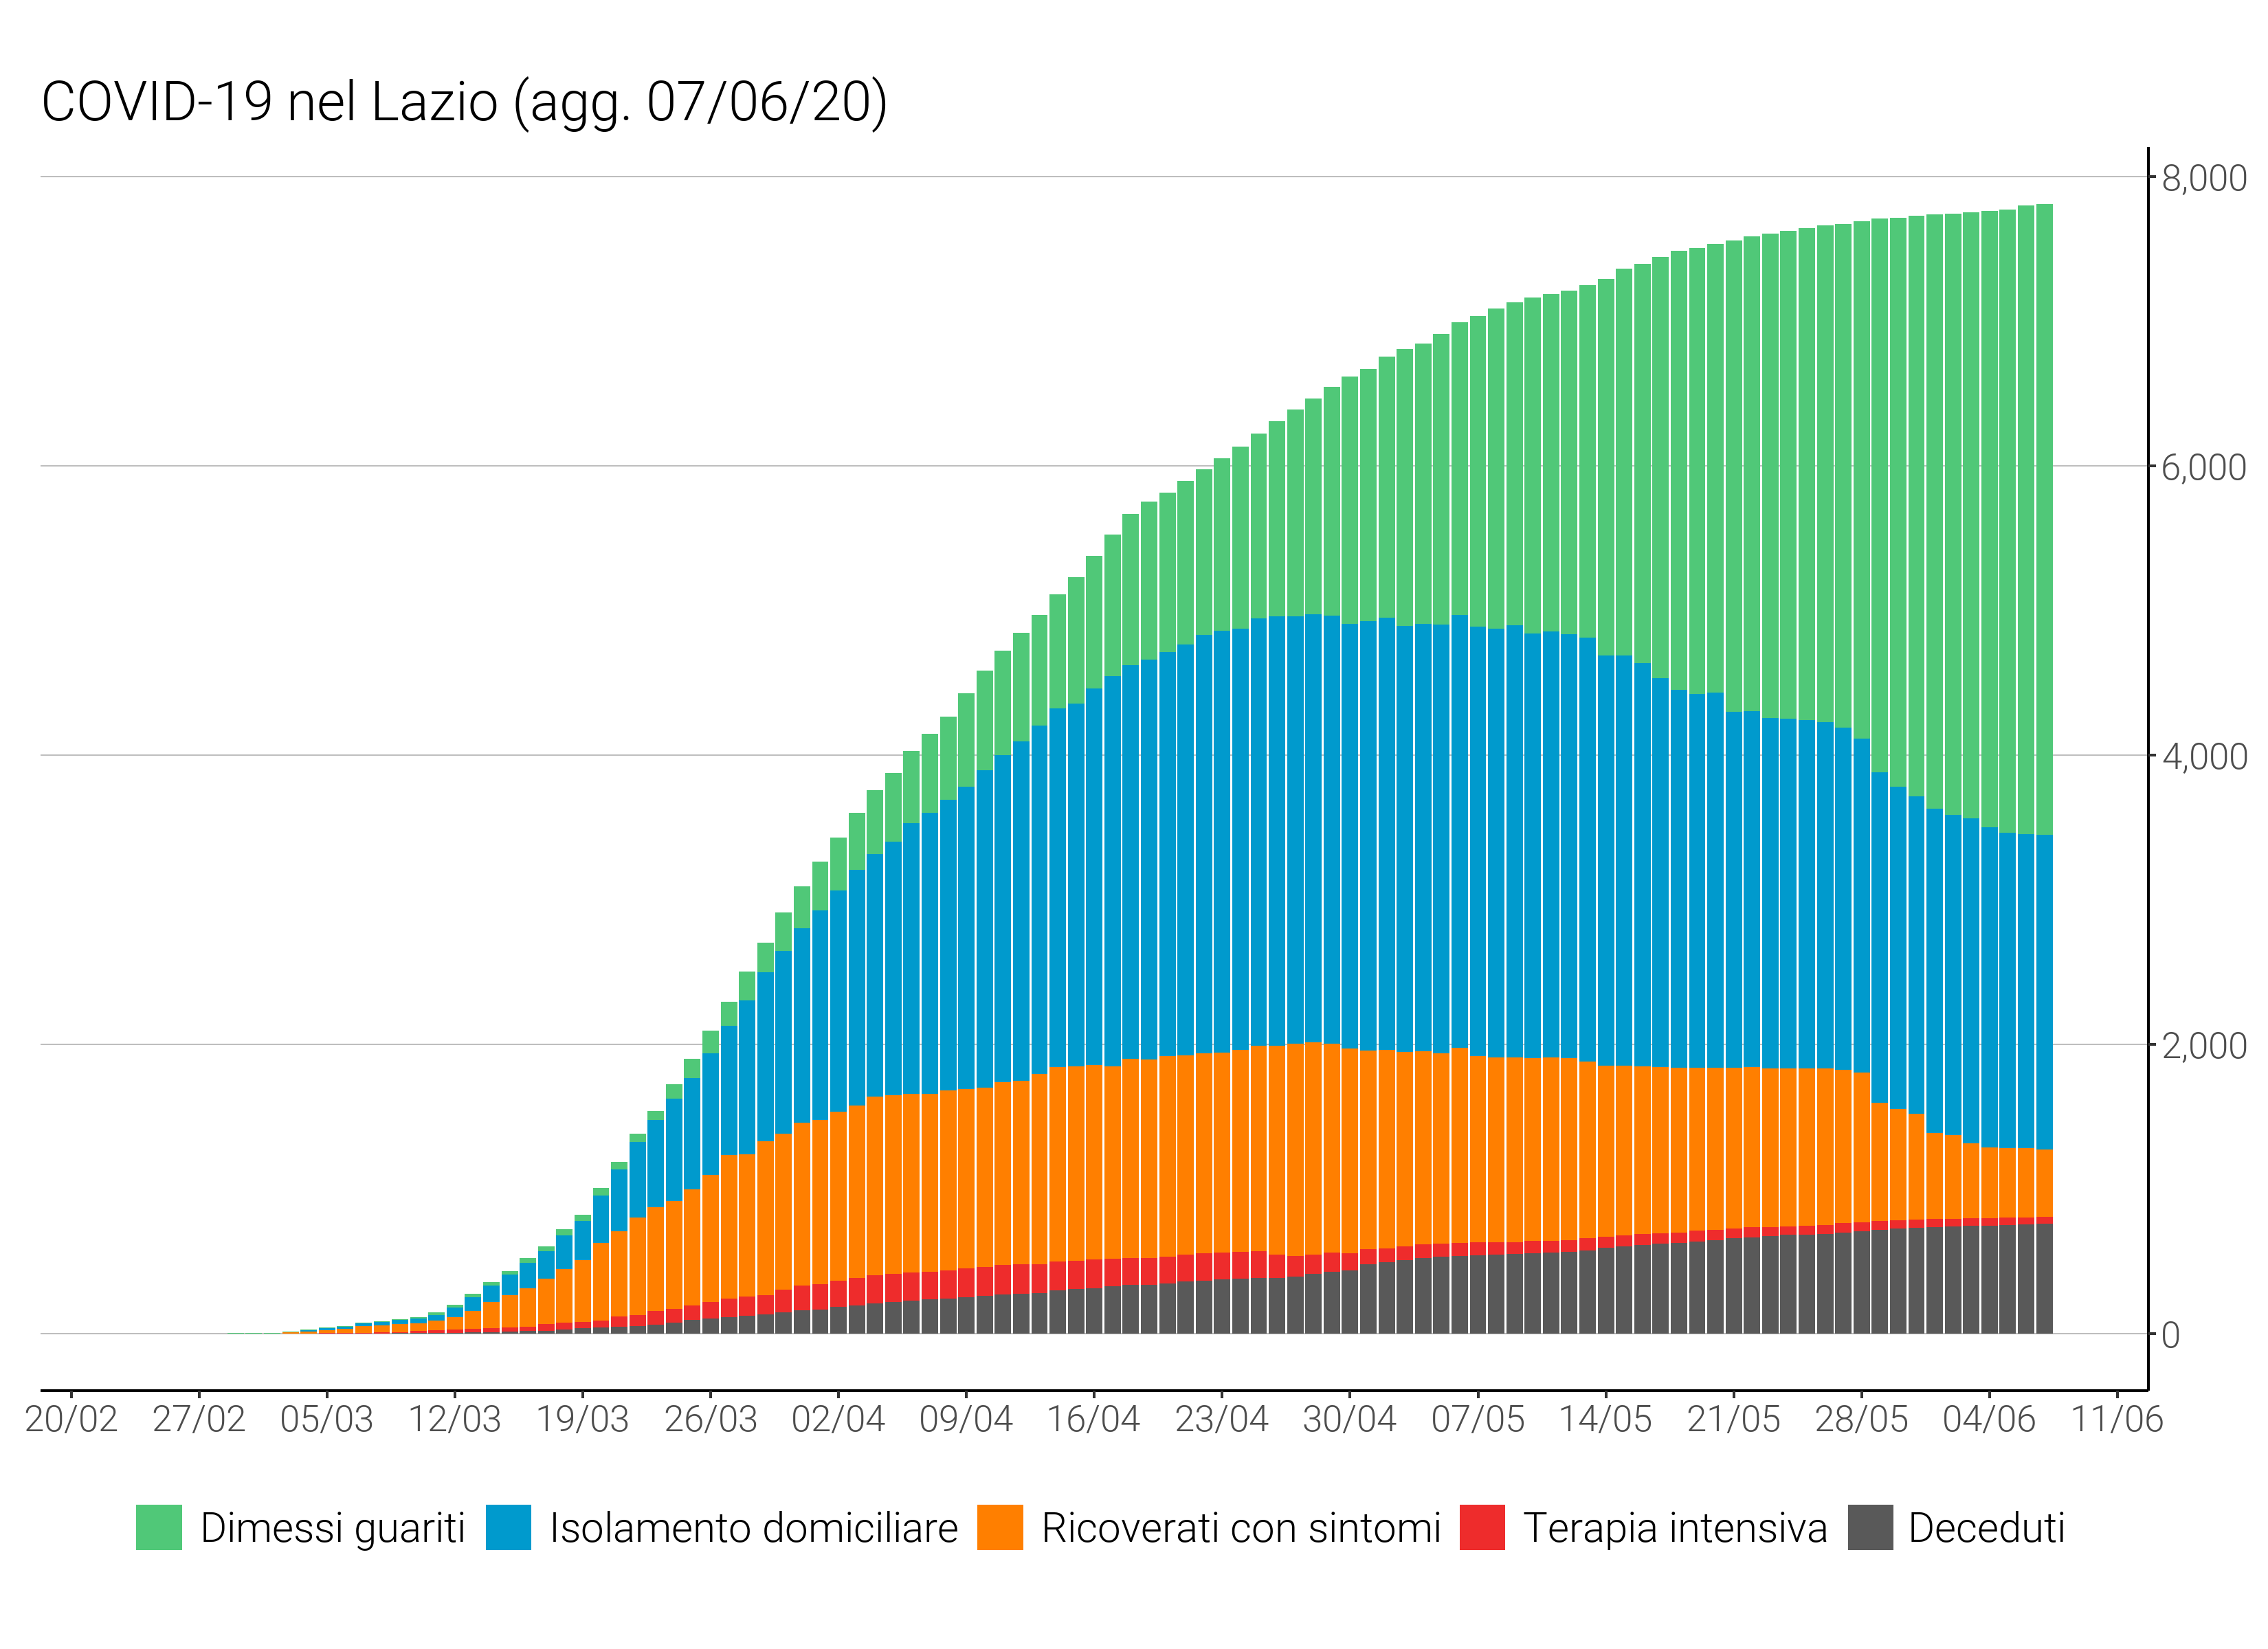 COVID-19 nel Lazio (agg. 07/06/20)
8,000
6,000
4,000
2,000
0
20/02 27/02 05/03 12/03 19/03 26/03 02/04 09/04 16/04 23/04 30/04 07/05 14/05 21/05 28/05 04/06 11/06
Dimessi guariti Isolamento domiciliare Ricoverati con sintomi Terapia intensiva Deceduti